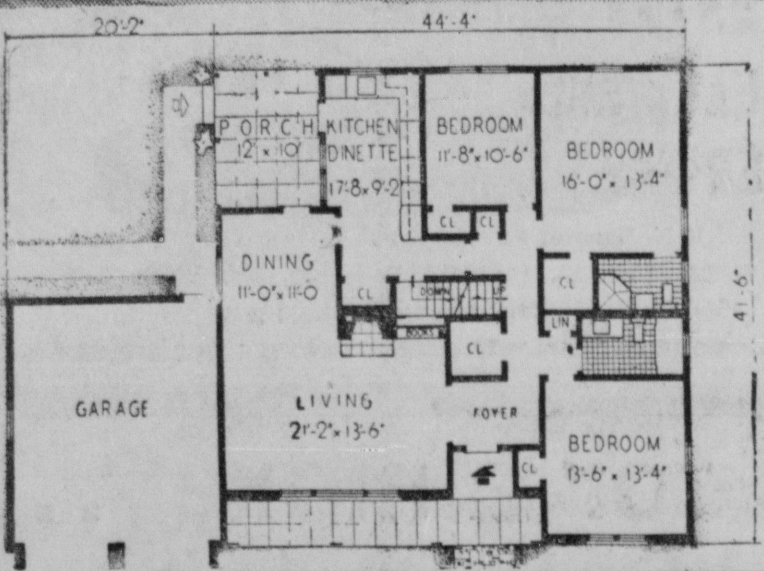 20'-2"
44'-4"
PORCH
12' x 10'
KITCHEN
DINETTE
17'-8 x 9'-2
BEDROOM
11'-8" x 10'-6"
BEDROOM
16'-0" x 13'-4"
CL
CL
DINING
11'-0" x 11'-0
CL
DOWN
UP
CL
41'-6"
BOOKS
LIN
CL
GARAGE
LIVING
21'-2" x 13'-6"
FOYER
BEDROOM
13'-6" x 13'-4"
CL